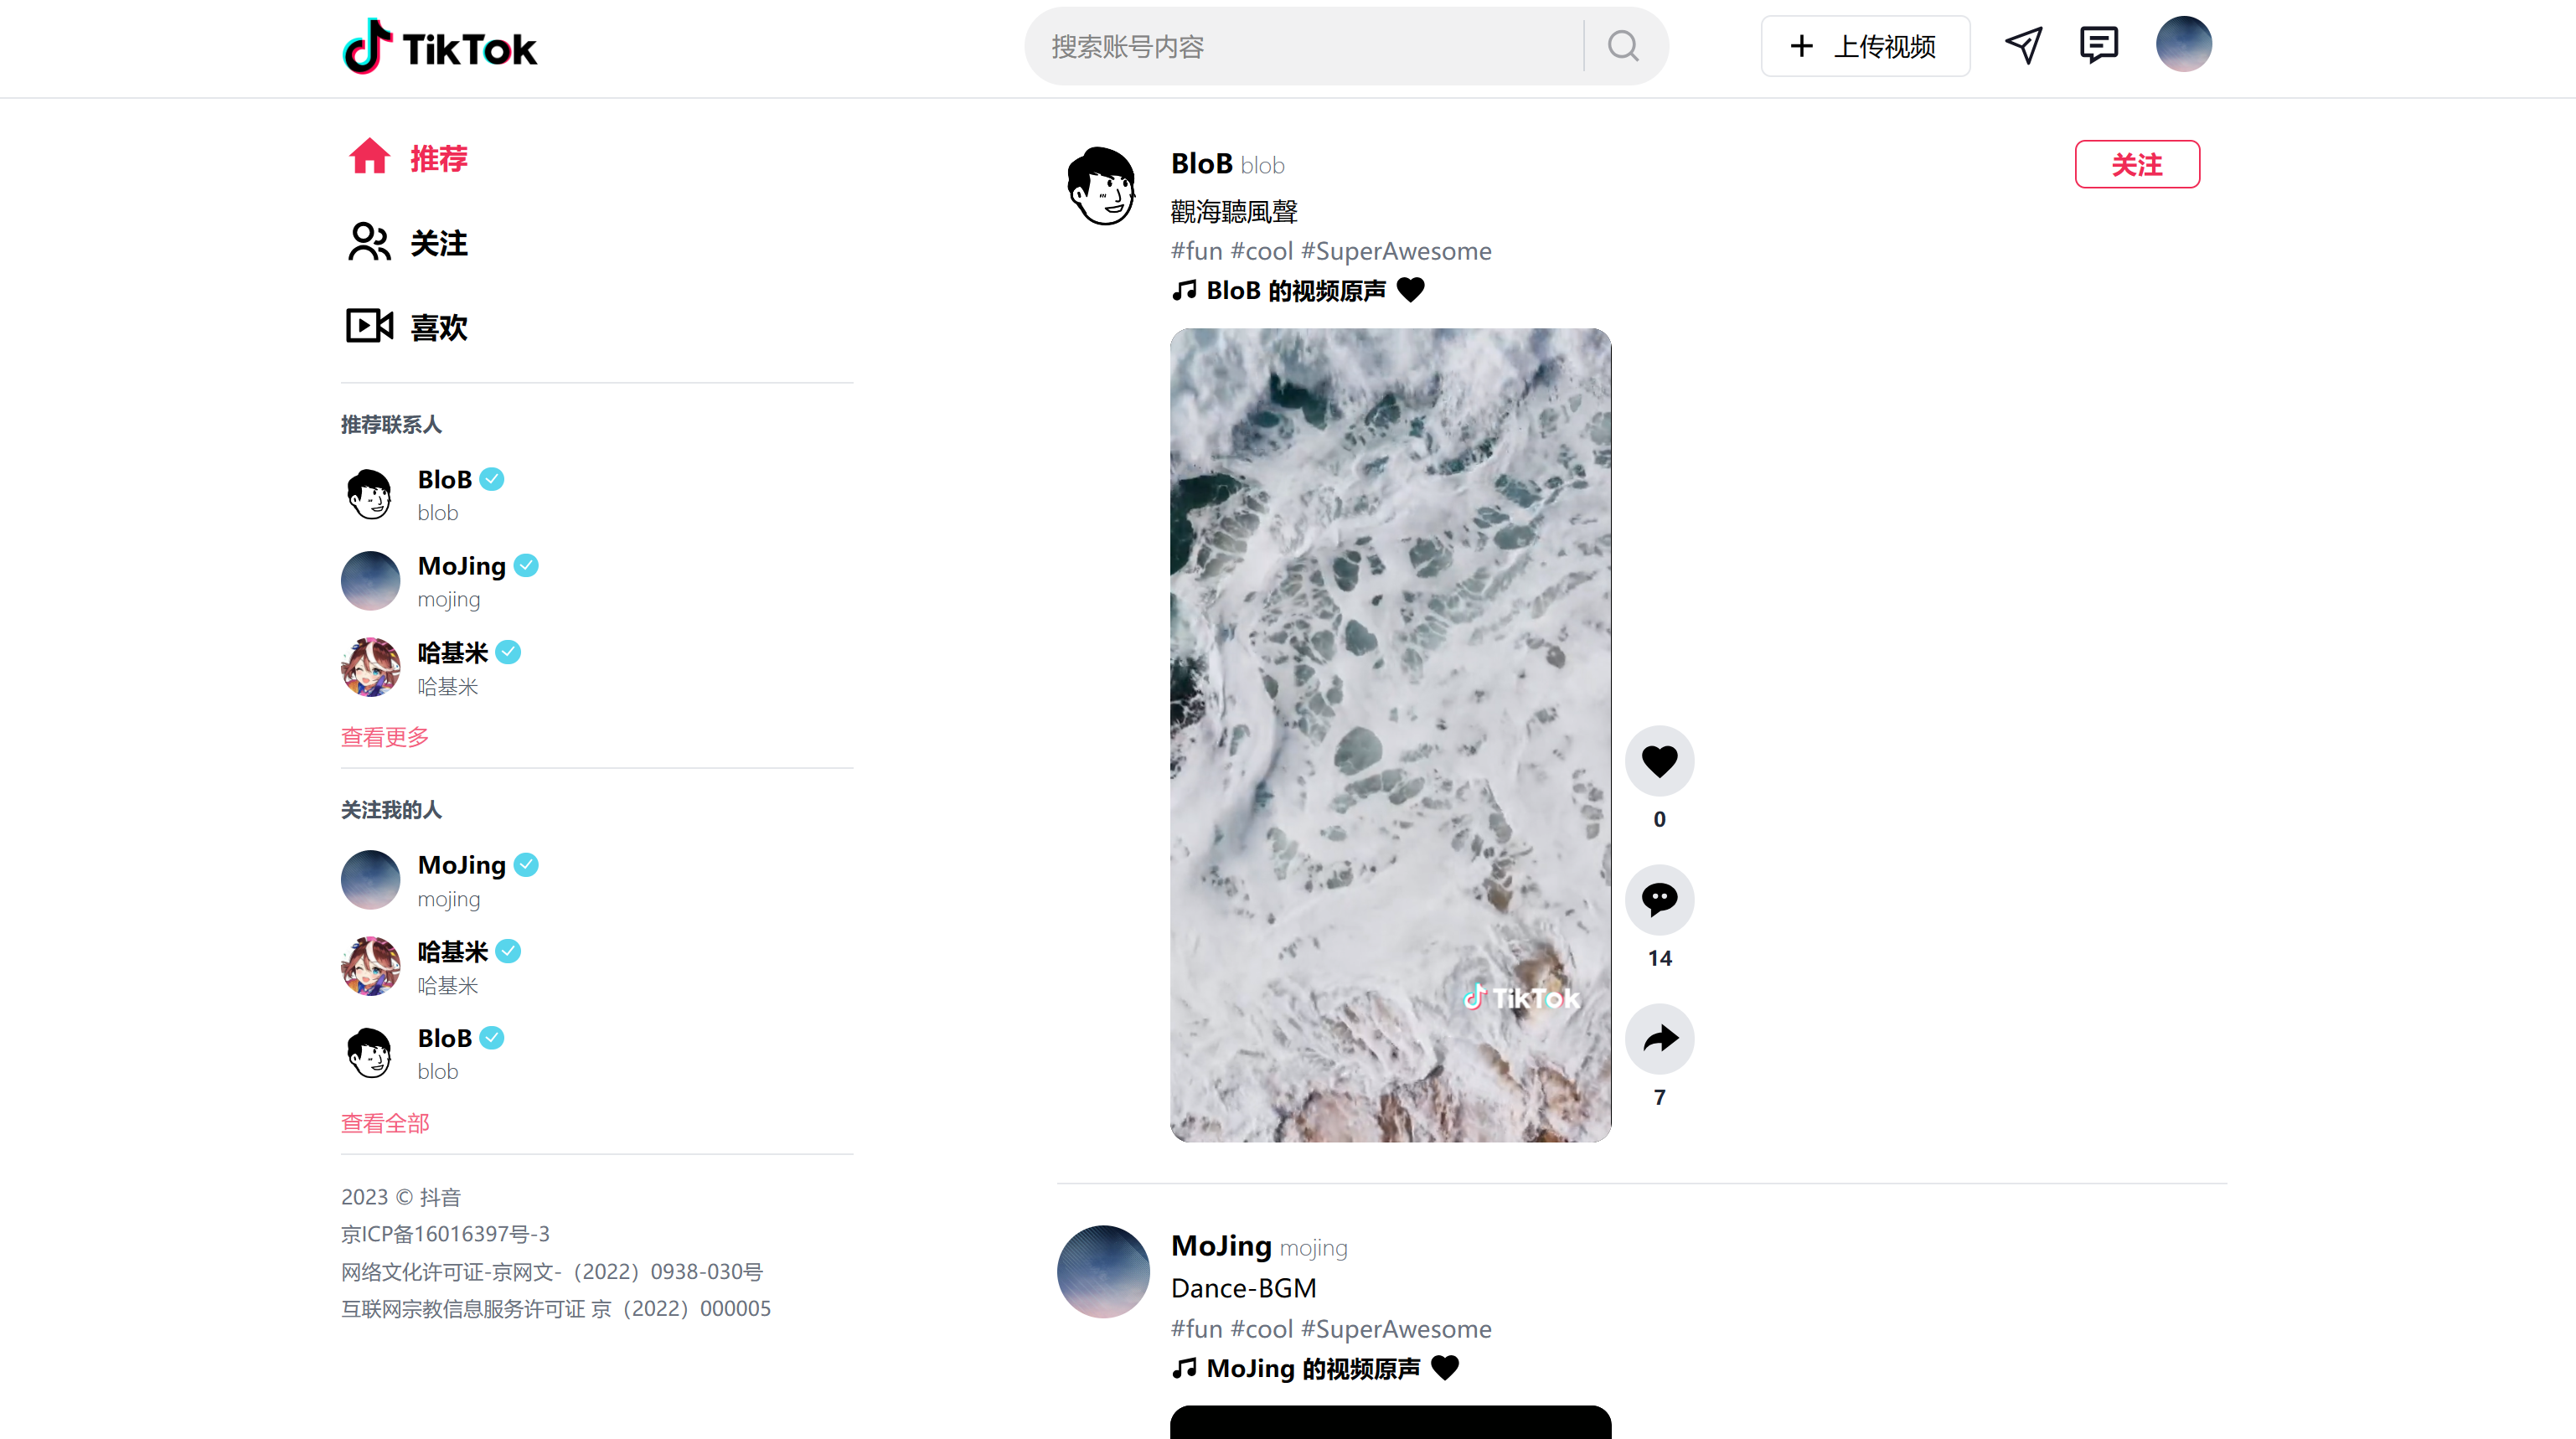 TikTok
搜索账号内容
上传视频
推荐
关注
喜欢
推荐联系人
BloB
blob
MoJing
mojing
哈基米
哈基米
查看更多
关注我的人
MoJing
mojing
哈基米
哈基米
BloB
blob
查看全部
2023 © 抖音
京ICP备16016397号-3
网络文化许可证-京网文-（2022）0938-030号
互联网宗教信息服务许可证 京（2022）000005
BloB blob
关注
觀海聽風聲
#fun #cool #SuperAwesome
BloB 的视频原声
TikTok
0
14
7
MoJing mojing
Dance-BGM
#fun #cool #SuperAwesome
MoJing 的视频原声